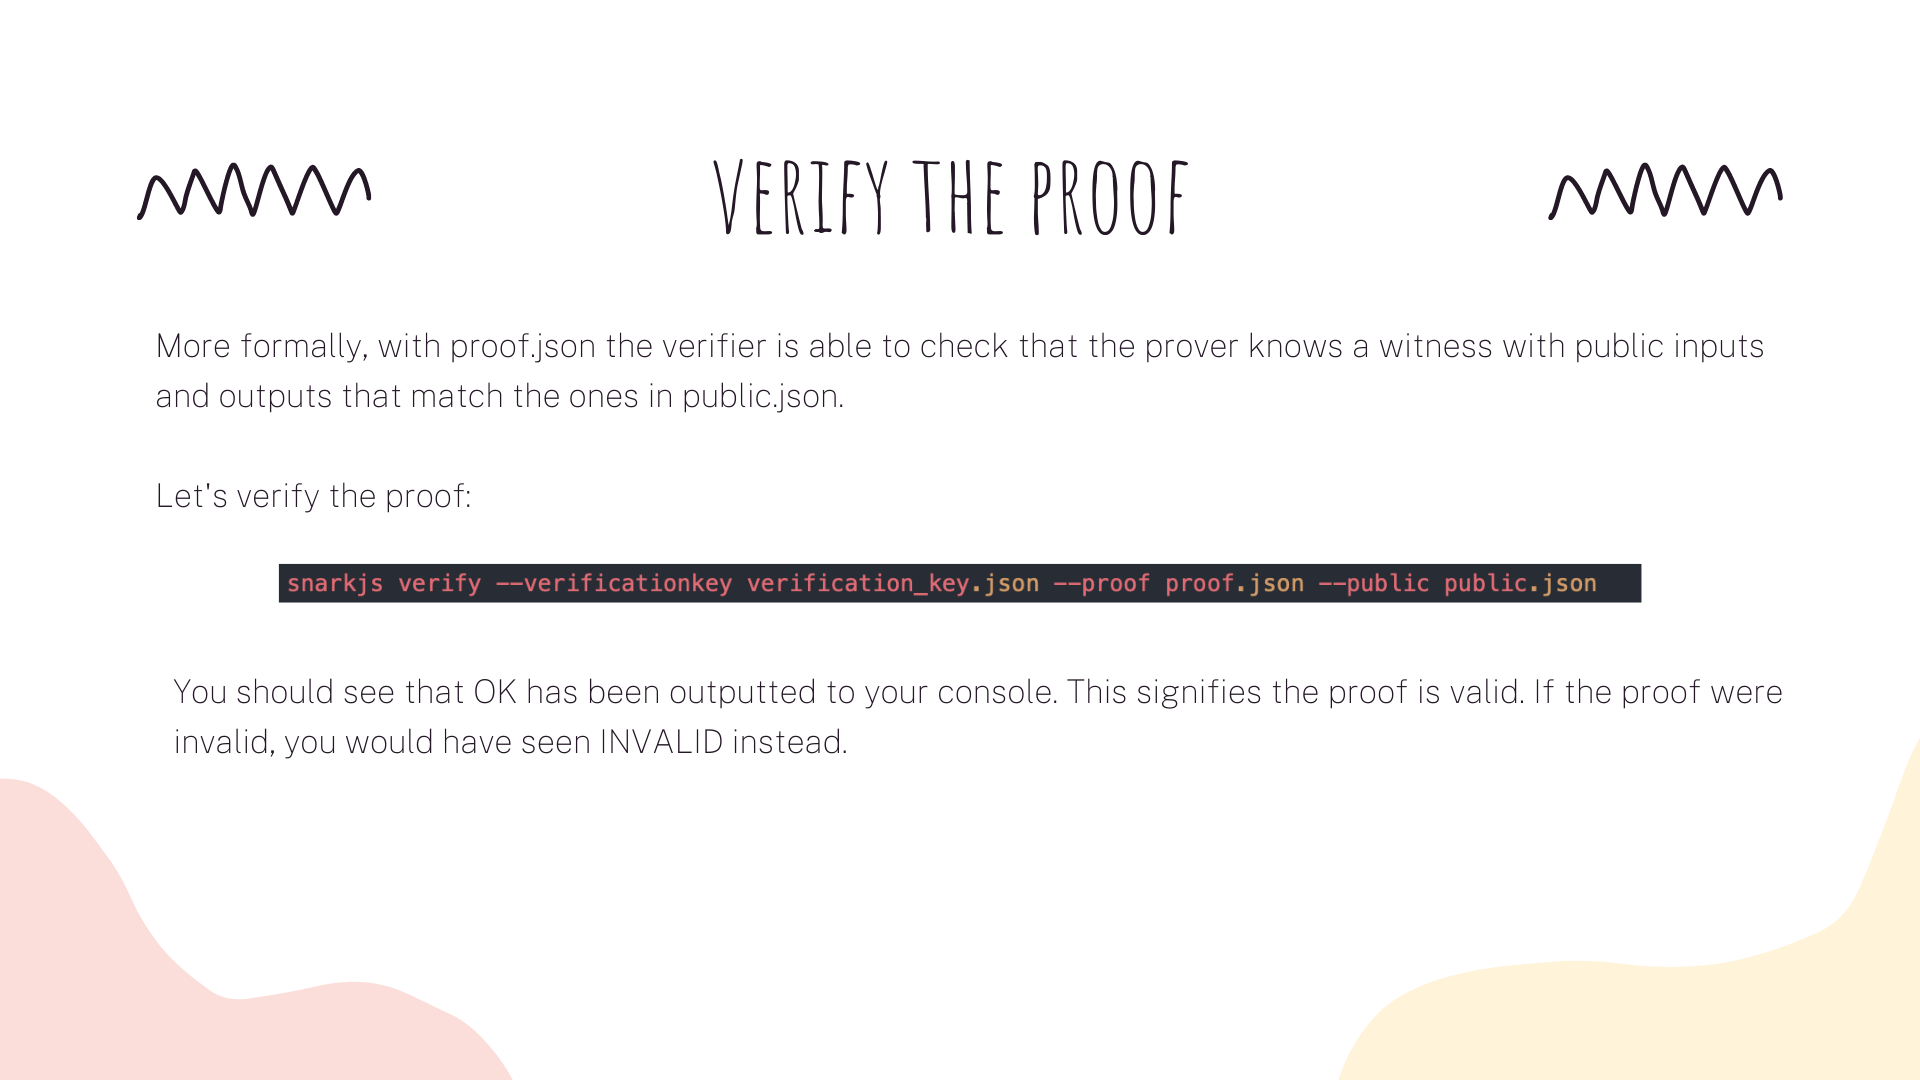 VERIFY THE PROOF
More formally, with proof.json the verifier is able to check that the prover knows a witness with public inputs
and outputs that match the ones in public.json.
Let's verify the proof:
snarkjs verify --verificationkey verification_key.json --proof proof.json --public public.json
You should see that OK has been outputted to your console. This signifies the proof is valid. If the proof were
invalid, you would have seen INVALID instead.